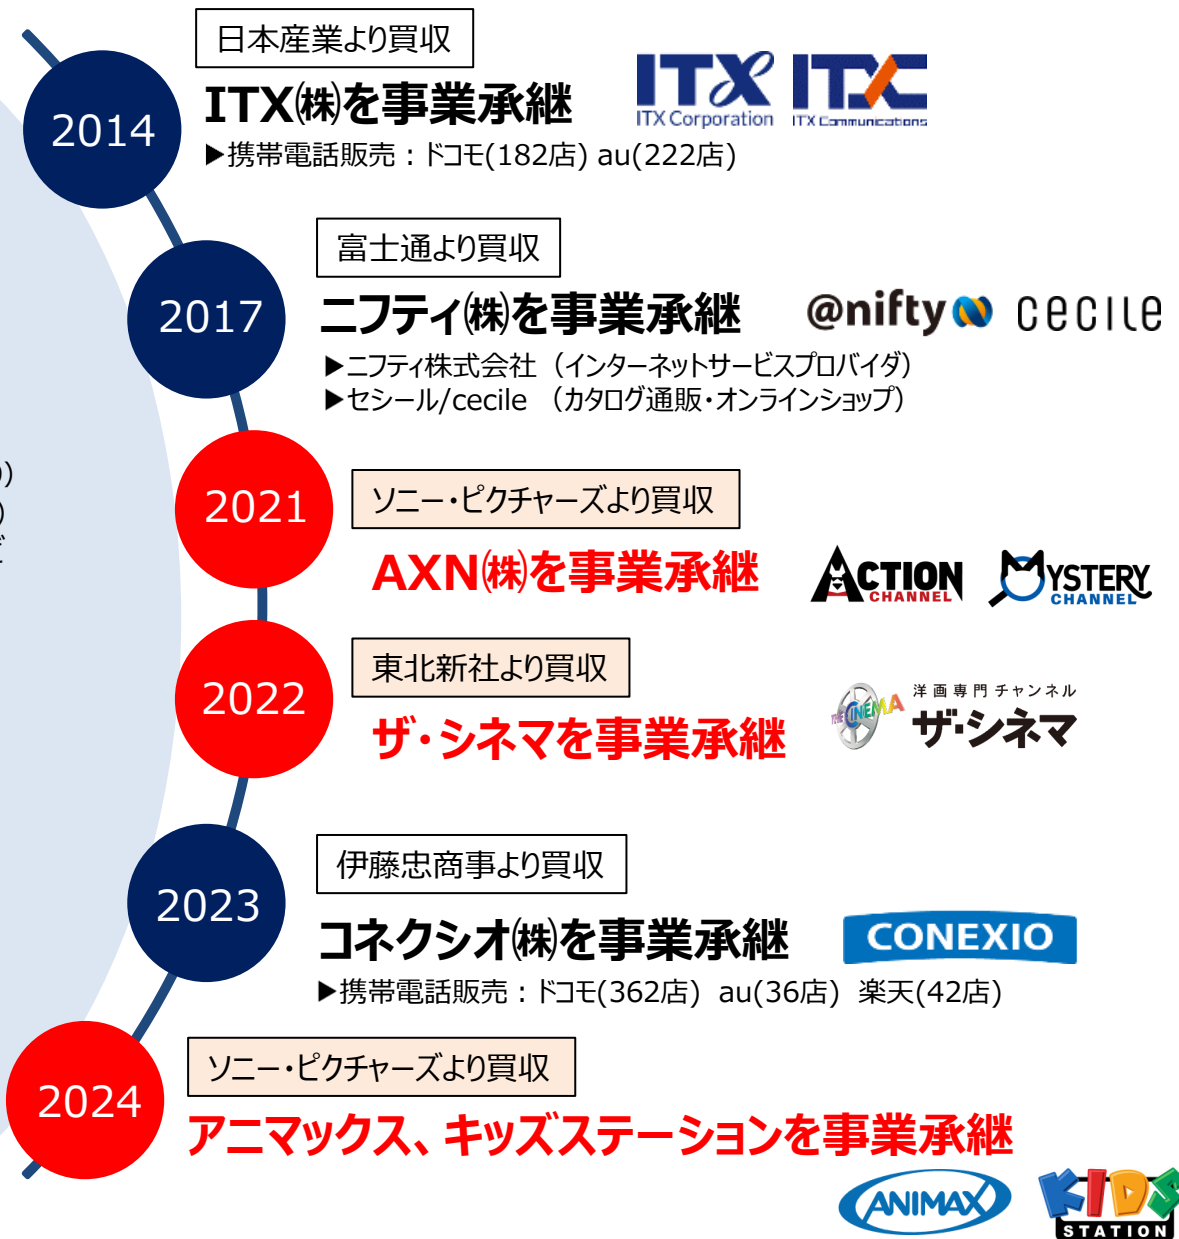 2014
日本産業より買収
ITX㈱を事業承継
ITX
ITX Corporation
ITX
ITX Communications
▶携帯電話販売：ドコモ(182店) au(222店)
2017
富士通より買収
ニフティ㈱を事業承継
@nifty
cecile
▶ニフティ株式会社 （インターネットサービスプロバイダ）
▶セシール/cecile （カタログ通販・オンラインショップ）
2021
ソニー・ピクチャーズより買収
AXN㈱を事業承継
ACTION
CHANNEL
MYSTERY
CHANNEL
2022
東北新社より買収
ザ・シネマを事業承継
THE CINEMA
洋画専門チャンネル
ザ・シネマ
2023
伊藤忠商事より買収
コネクシオ㈱を事業承継
CONEXIO
▶携帯電話販売：ドコモ(362店) au(36店) 楽天(42店)
2024
ソニー・ピクチャーズより買収
アニマックス、キッズステーションを事業承継
ANIMAX
KIDS
STATION